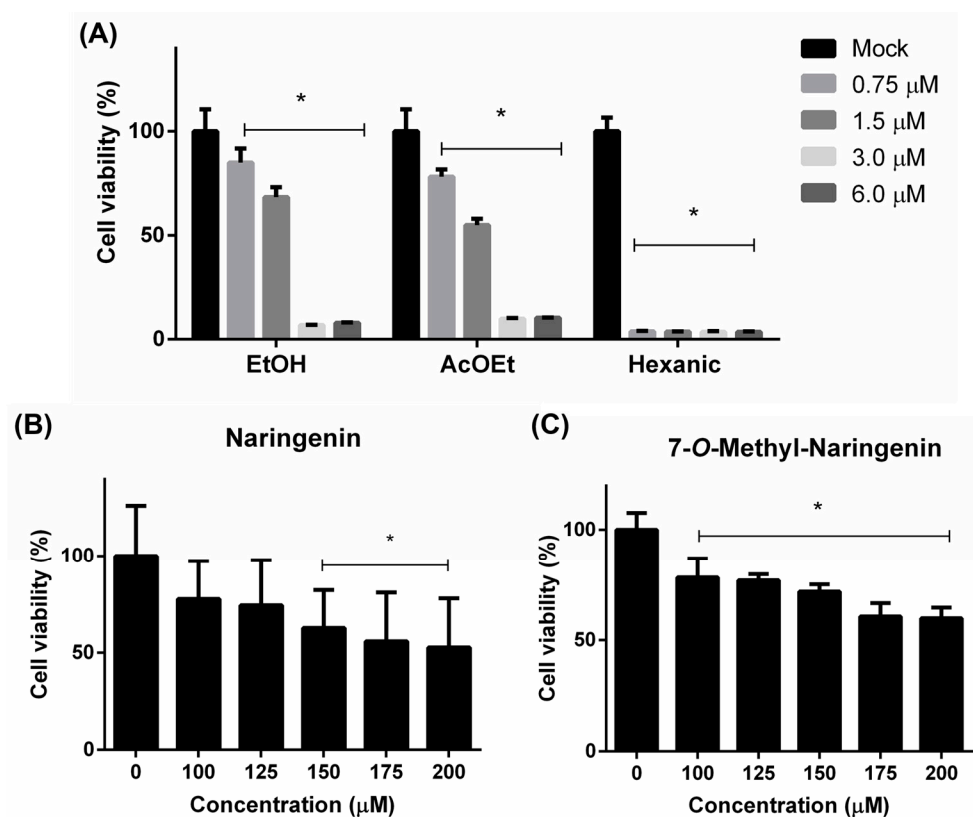 (A)
Cell viability (%)
100
50
0
*
*
*
EtOH
AcOEt
Hexanic
Mock
0.75 μM
1.5 μM
3.0 μM
6.0 μM
(B)
Naringenin
Cell viability (%)
100
50
0
*
0 100 125 150 175 200
Concentration (μM)
(C)
7-O-Methyl-Naringenin
Cell viability (%)
100
50
0
*
0 100 125 150 175 200
Concentration (μM)